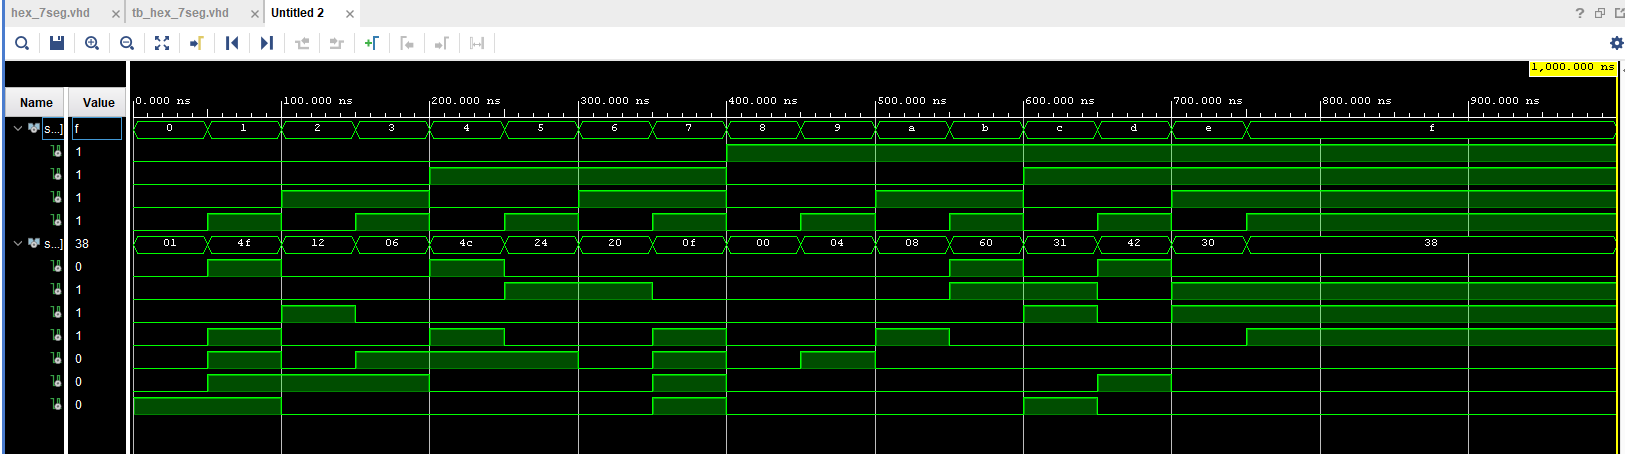 hex_7seg.vhd × tb_hex_7seg.vhd × Untitled 2 ×
?
1,000.000 ns
Name Value
0.000 ns 100.000 ns 200.000 ns 300.000 ns 400.000 ns 500.000 ns 600.000 ns 700.000 ns 800.000 ns 900.000 ns
s...] f 0 1 2 3 4 5 6 7 8 9 a b c d e f
1
1
1
1
s...] 38 01 4f 12 06 4c 24 20 0f 00 04 08 60 31 42 30 38
0
1
1
1
0
0
0